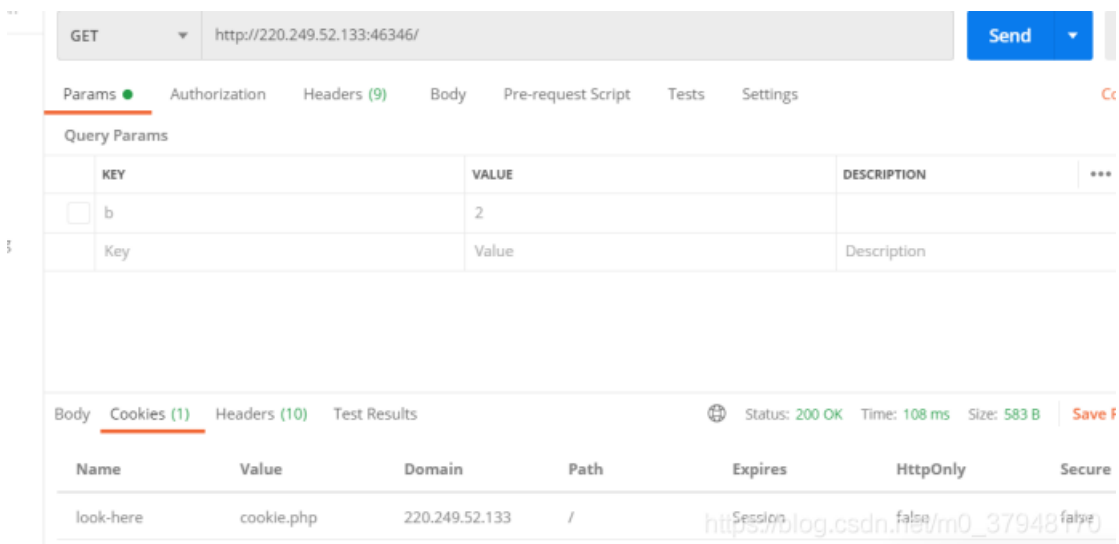 GET http://220.249.52.133:46346/ Send
Params Authorization Headers (9) Body Pre-request Script Tests Settings
Query Params
KEY VALUE DESCRIPTION •••
b 2
Key Value Description
Body Cookies (1) Headers (10) Test Results Status: 200 OK Time: 108 ms Size: 583 B Save
Name Value Domain Path Expires HttpOnly Secure
look-here cookie.php 220.249.52.133 / Session false false
https://blog.csdn.net/m0_37948170